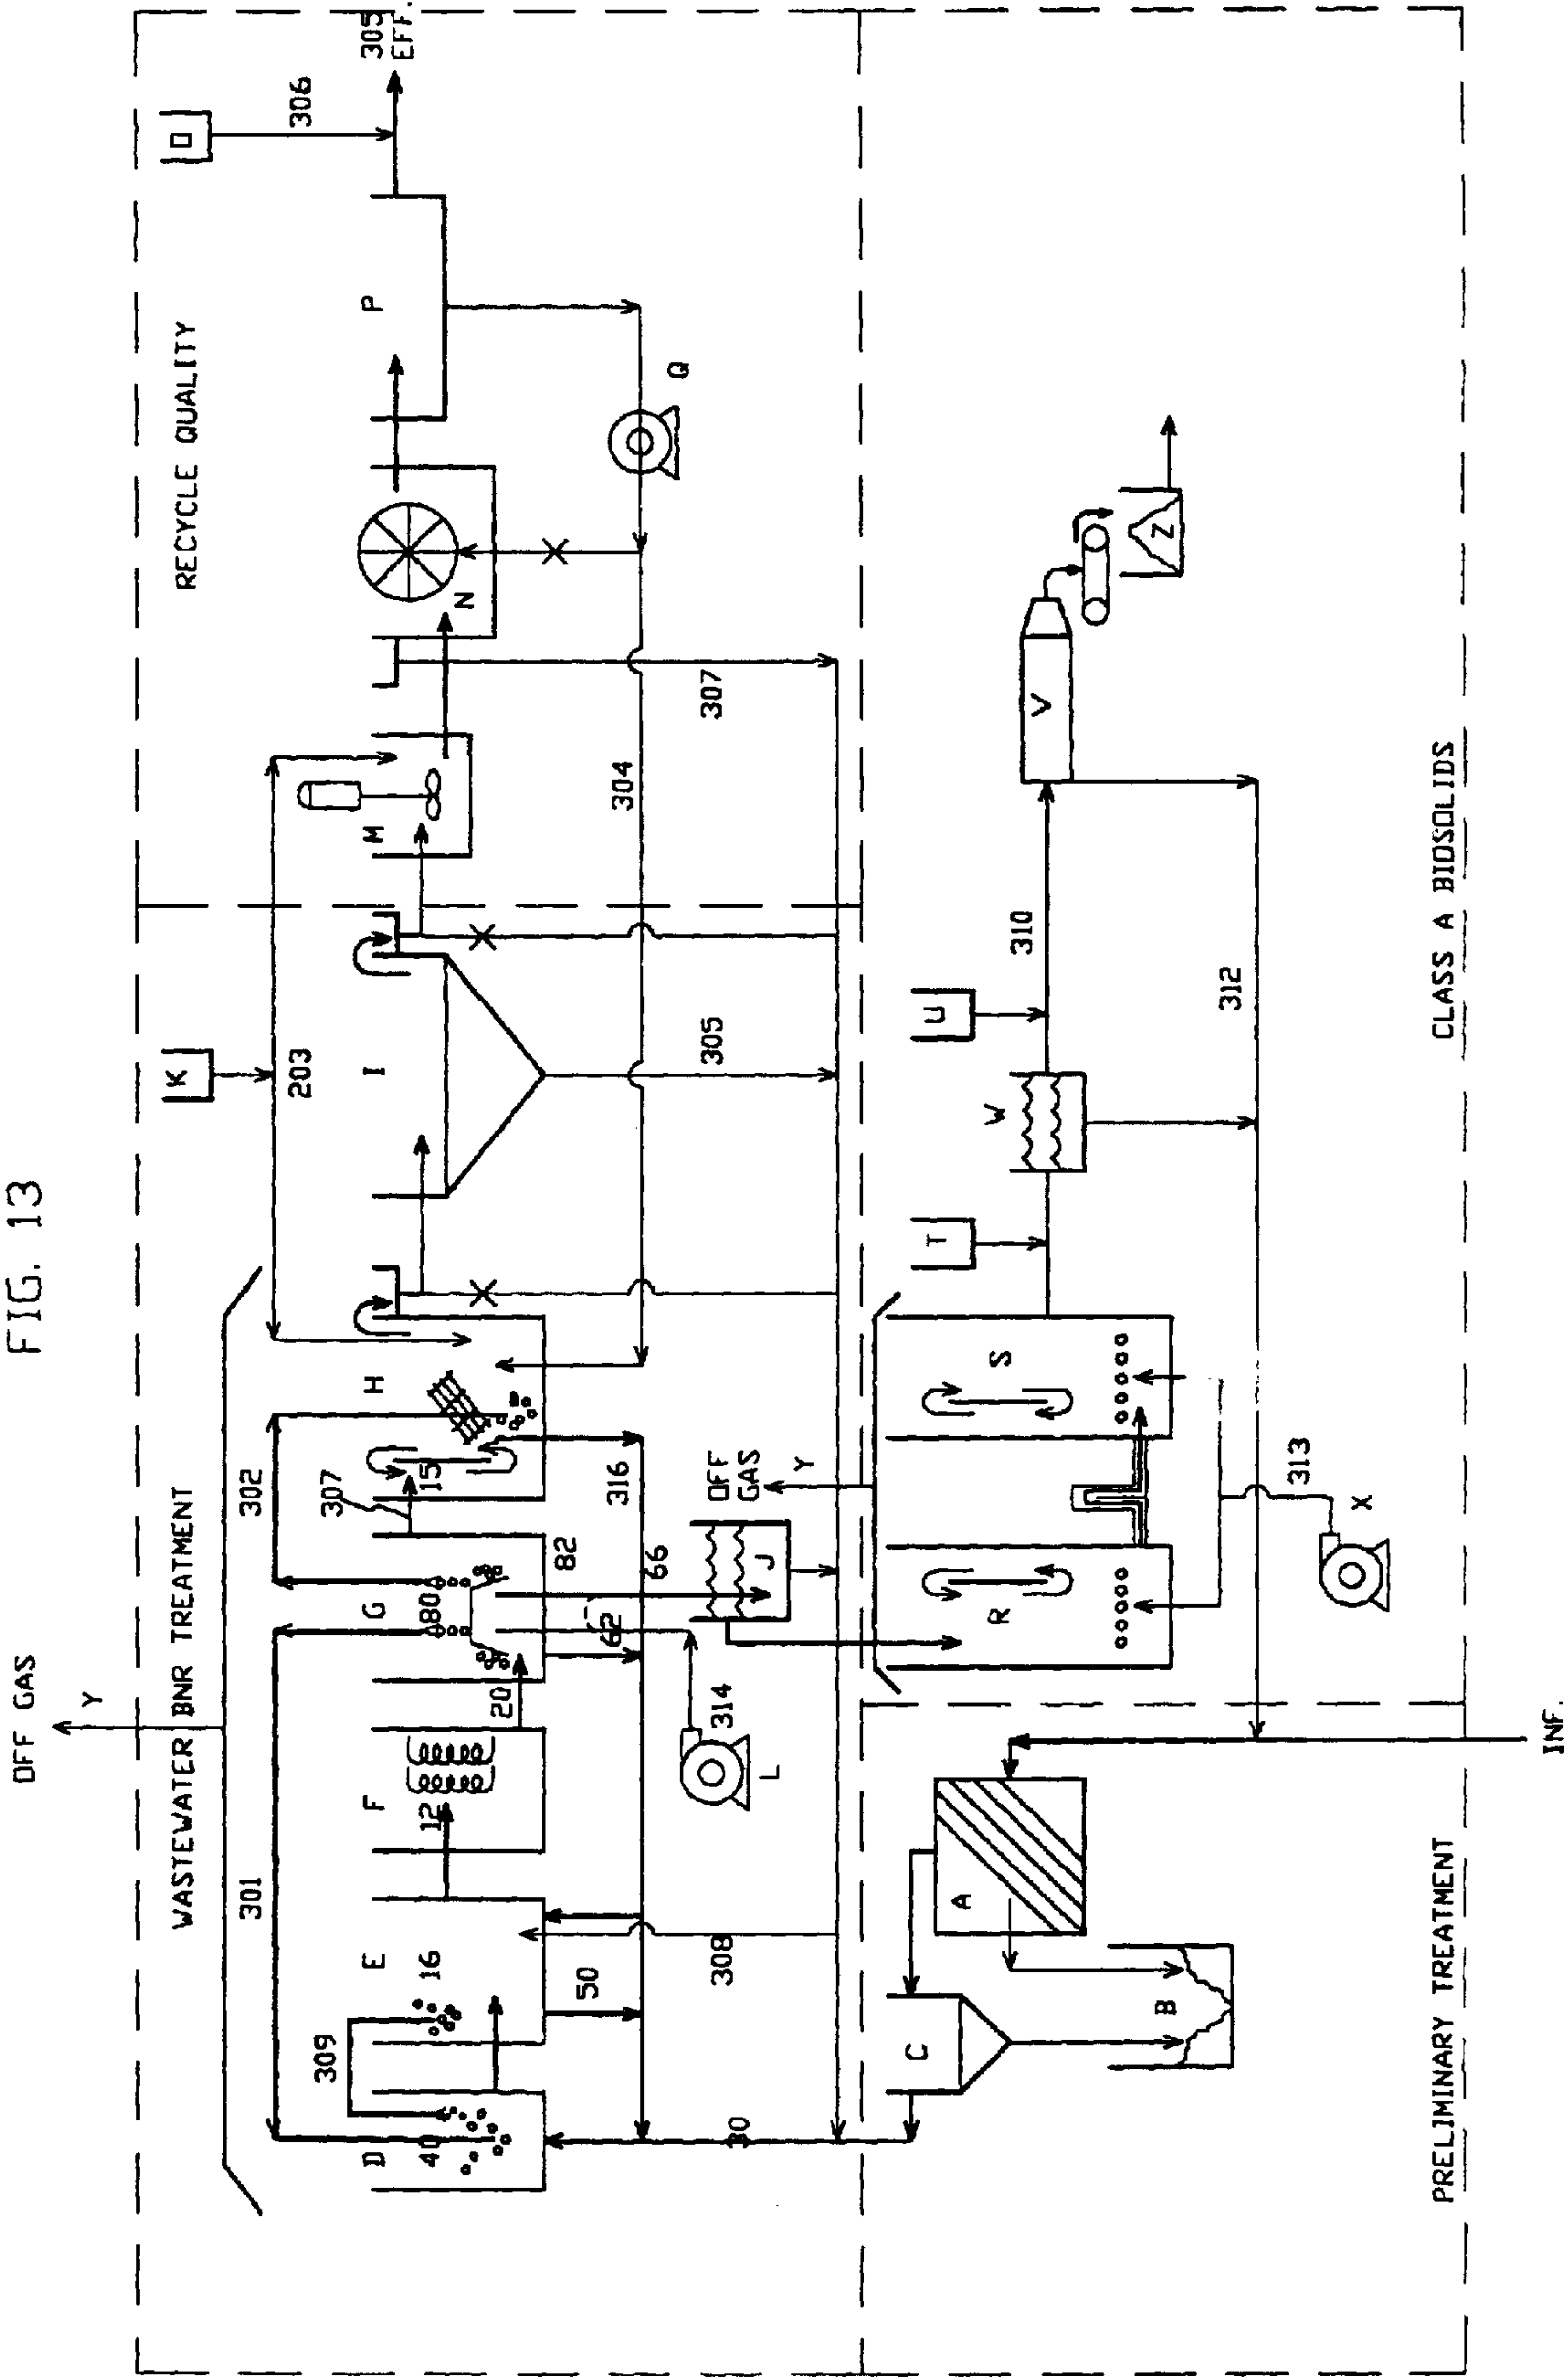 FIG. 13
OFF GAS
Y
WASTEWATER BNR TREATMENT
RECYCLE QUALITY
K
O
306
305
EFF.
301
302
203
309
307
D
E
F
G
H
I
M
N
P
40
16
12
80
15
20
50
82
316
62
66
304
305
307
Q
308
30
314
L
J
OFF
GAS
Y
C
A
B
R
S
T
W
U
310
V
Z
312
313
X
PRELIMINARY TREATMENT
CLASS A BIOSOLIDS
INF.